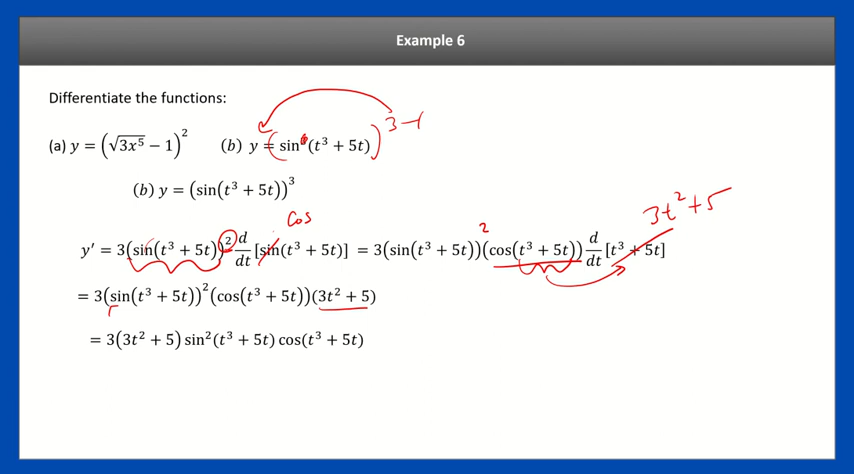 Example 6
Differentiate the functions:
3-1
(a) y = (√3x⁵ − 1)² (b) y = (sin (t³ + 5t))
(b) y = (sin(t³ + 5t))³
cos 2 3t²+5
y′ = 3(sin(t³ + 5t))² d/dt [sin(t³ + 5t)] = 3(sin(t³ + 5t))(cos(t³ + 5t)) d/dt [t³ + 5t]
= 3(sin(t³ + 5t))² (cos(t³ + 5t))(3t² + 5)
= 3(3t² + 5) sin²(t³ + 5t) cos(t³ + 5t)